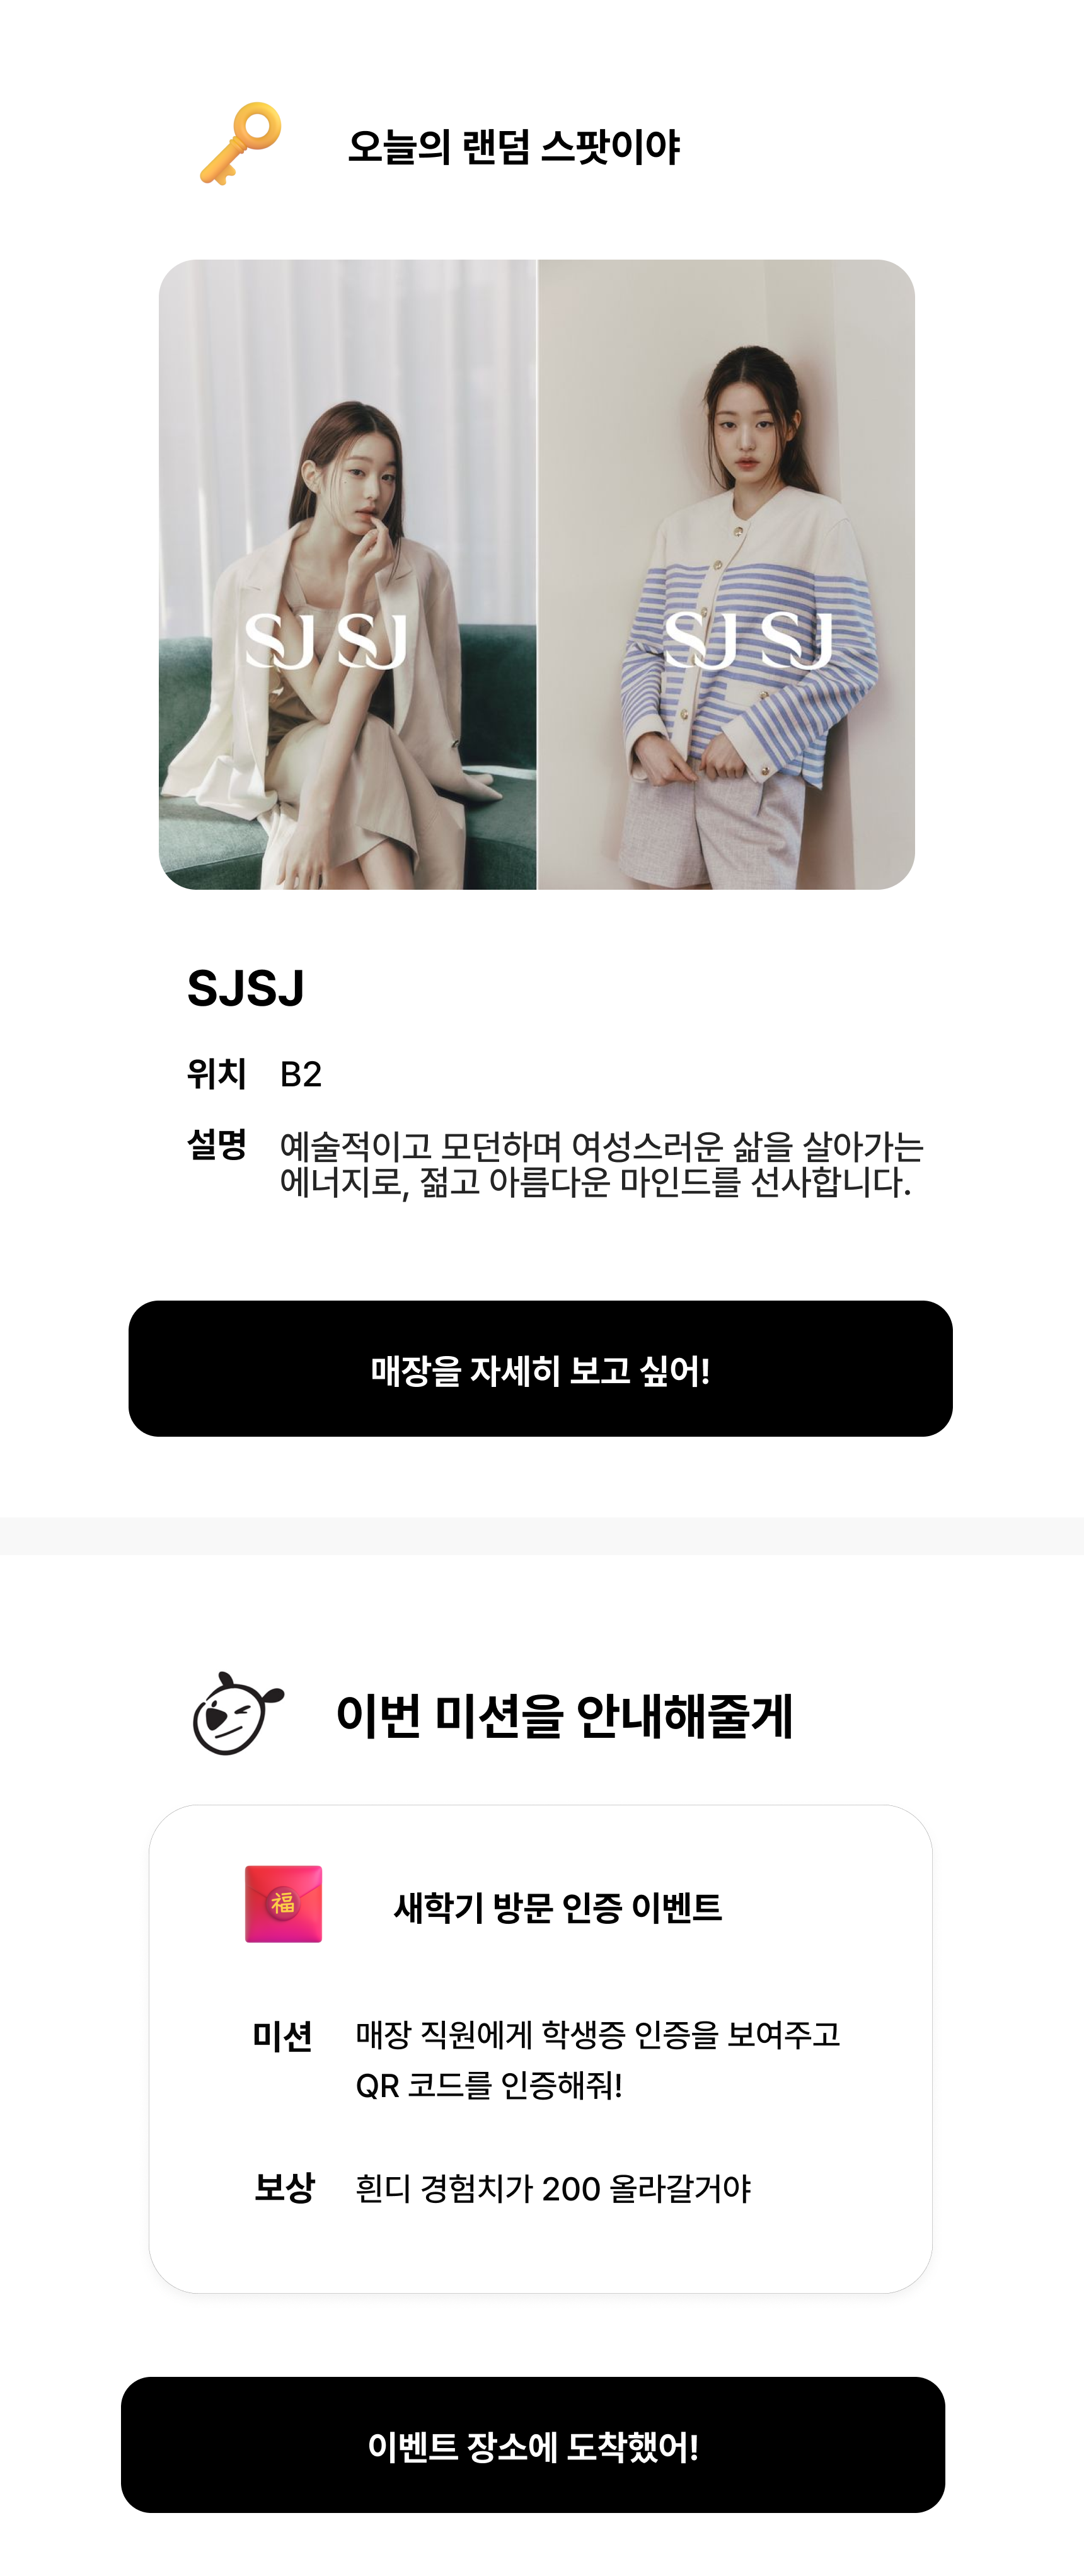 오늘의 랜덤 스팟이야
SJSJ SJSJ
SJSJ
위치 B2
설명 예술적이고 모던하며 여성스러운 삶을 살아가는
에너지로, 젊고 아름다운 마인드를 선사합니다.
매장을 자세히 보고 싶어!
이번 미션을 안내해줄게
福
새학기 방문 인증 이벤트
미션 매장 직원에게 학생증 인증을 보여주고
QR 코드를 인증해줘!
보상 흰디 경험치가 200 올라갈거야
이벤트 장소에 도착했어!